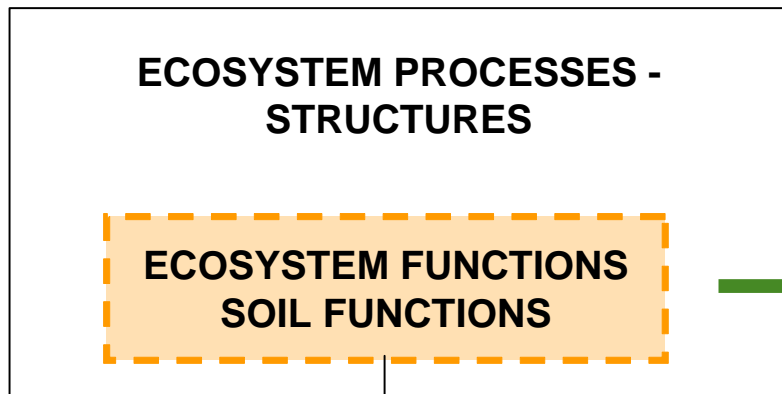 ECOSYSTEM PROCESSES -
STRUCTURES
ECOSYSTEM FUNCTIONS
SOIL FUNCTIONS